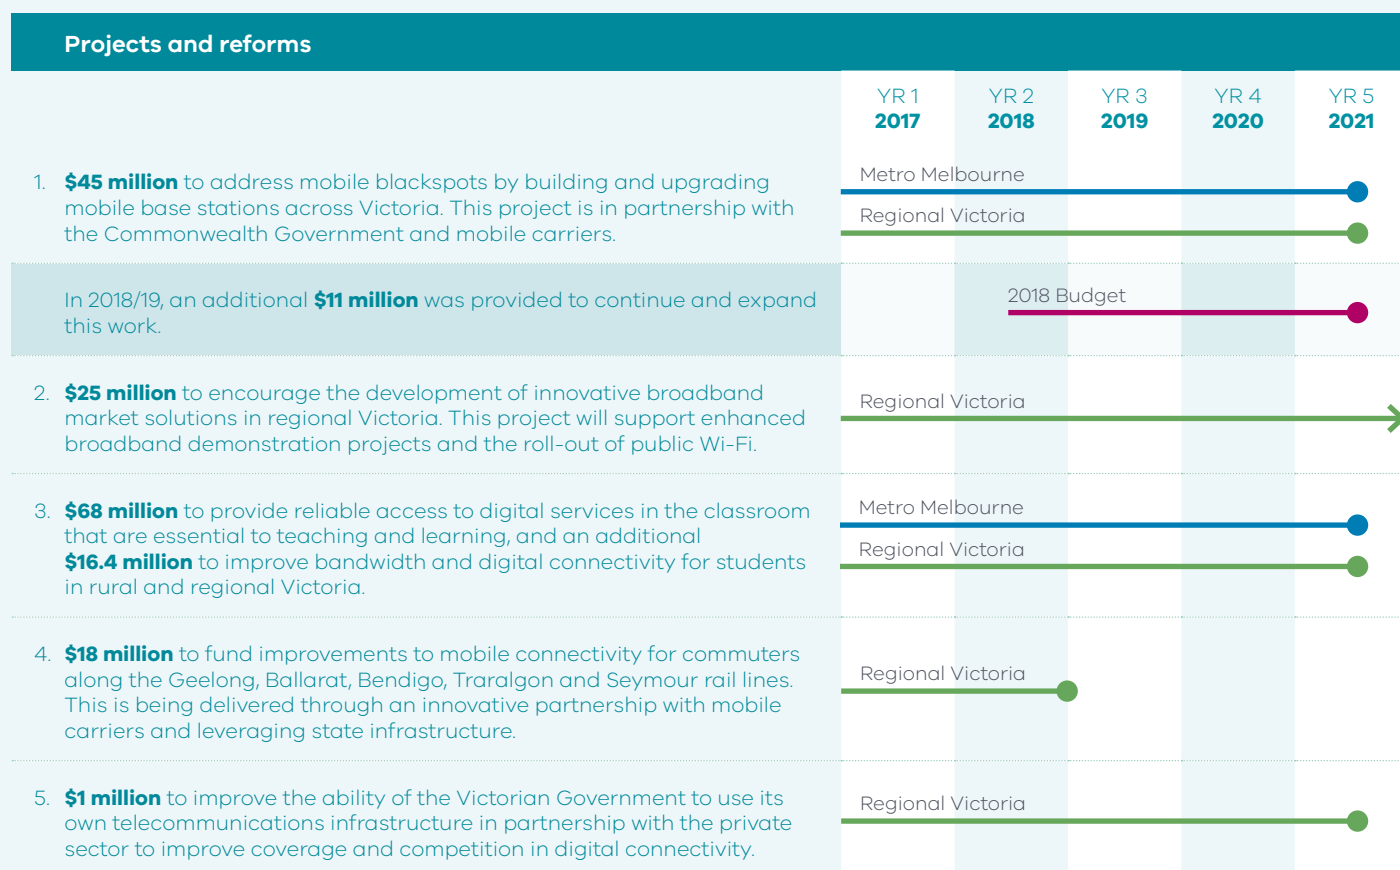 Projects and reforms
YR 1
2017
YR 2
2018
YR 3
2019
YR 4
2020
YR 5
2021
1. $45 million to address mobile blackspots by building and upgrading
mobile base stations across Victoria. This project is in partnership with
the Commonwealth Government and mobile carriers.
Metro Melbourne
Regional Victoria
In 2018/19, an additional $11 million was provided to continue and expand
this work.
2018 Budget
2. $25 million to encourage the development of innovative broadband
market solutions in regional Victoria. This project will support enhanced
broadband demonstration projects and the roll-out of public Wi-Fi.
Regional Victoria
3. $68 million to provide reliable access to digital services in the classroom
that are essential to teaching and learning, and an additional
$16.4 million to improve bandwidth and digital connectivity for students
in rural and regional Victoria.
Metro Melbourne
Regional Victoria
4. $18 million to fund improvements to mobile connectivity for commuters
along the Geelong, Ballarat, Bendigo, Traralgon and Seymour rail lines.
This is being delivered through an innovative partnership with mobile
carriers and leveraging state infrastructure.
Regional Victoria
5. $1 million to improve the ability of the Victorian Government to use its
own telecommunications infrastructure in partnership with the private
sector to improve coverage and competition in digital connectivity.
Regional Victoria